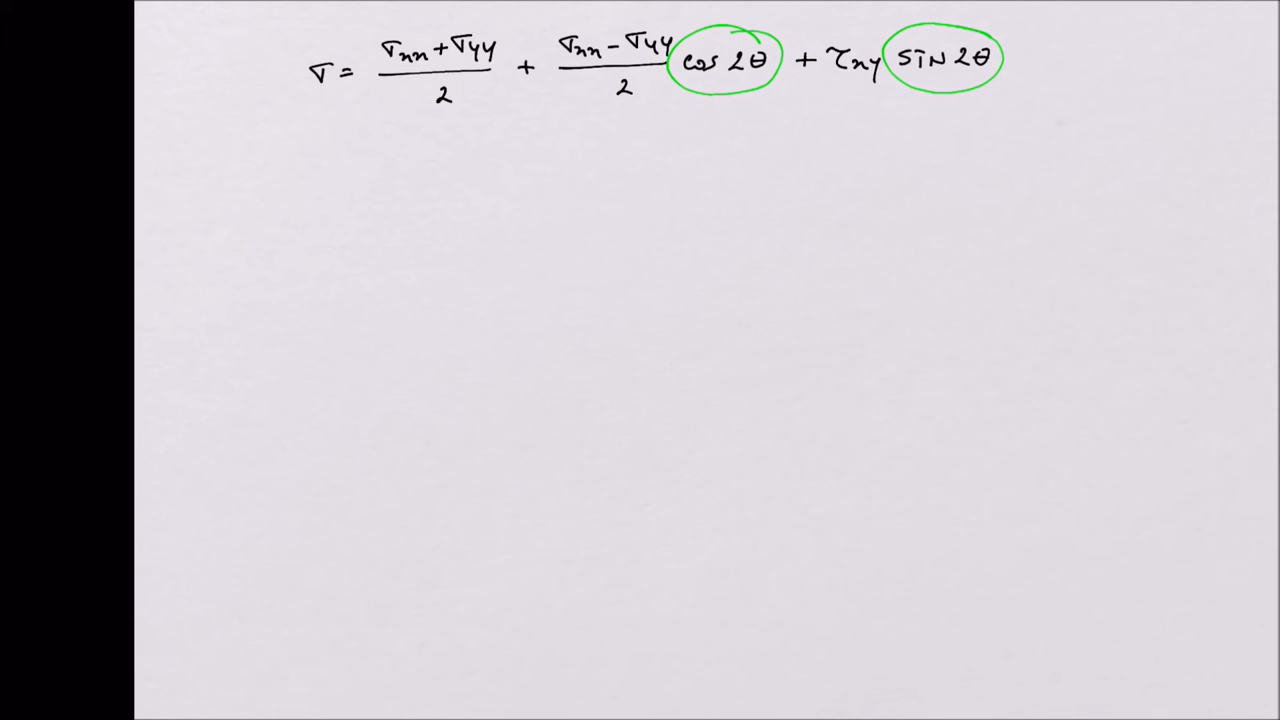 σ = (σxx + σyy)/2 + (σxx − σyy)/2 cos 2θ + τxy sin 2θ